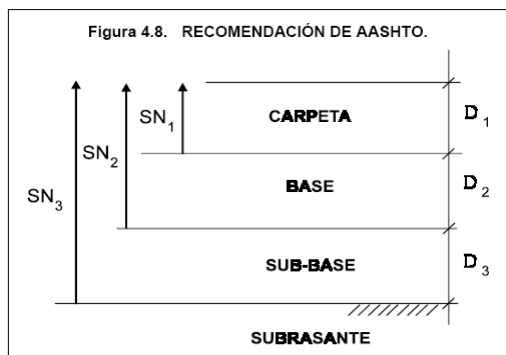 Figura 4.8. RECOMENDACIÓN DE AASHTO.
CARPETA
D1
SN1
SN2
BASE
D2
SN3
SUB-BASE
D3
SUBRASANTE